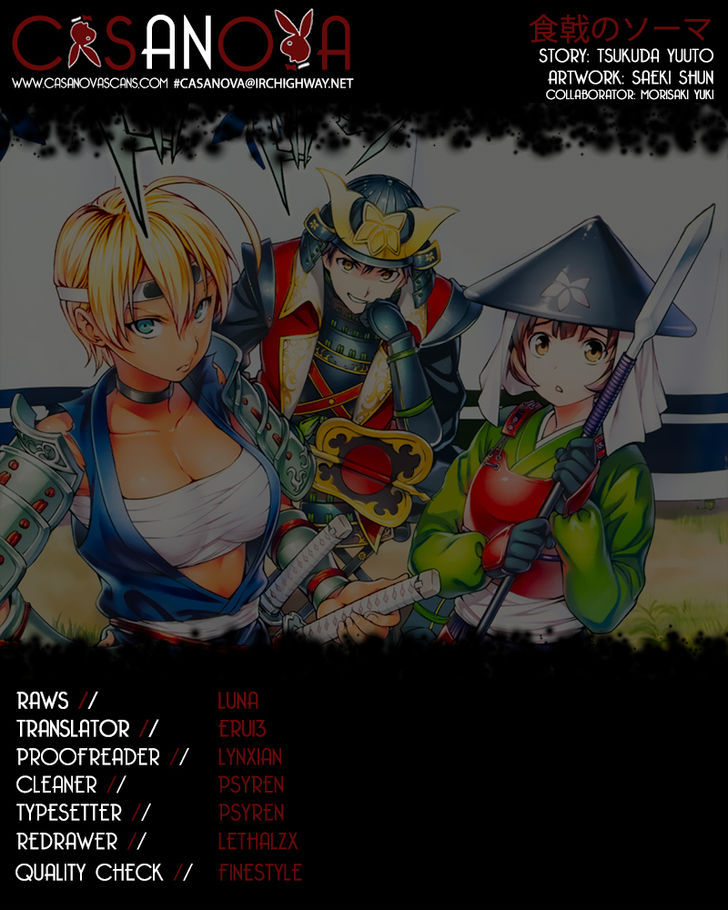 CASANOVA
WWW.CASANOVASCANS.COM #CASANOVA@IRCHIGHWAY.NET
食戟のソーマ
STORY: TSUKUDA YUUTO
ARTWORK: SAEKI SHUN
COLLABORATOR: MORISAKI YUKI
RAWS // LUNA
TRANSLATOR // ERUI3
PROOFREADER // LYNXIAN
CLEANER // PSYREN
TYPESETTER // PSYREN
REDRAWER // LETHALZX
QUALITY CHECK // FINESTYLE